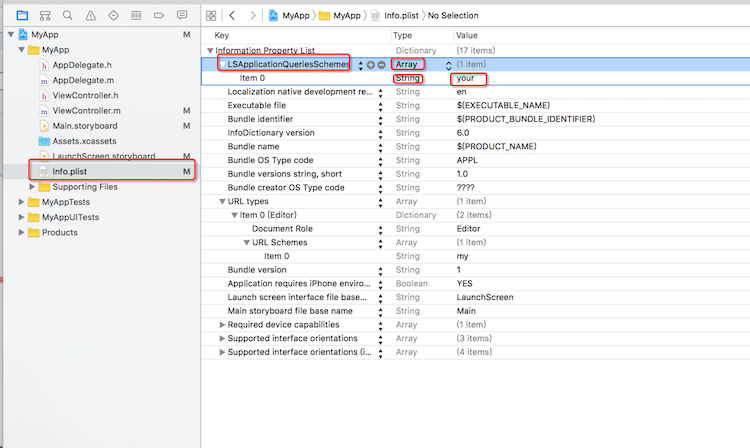 MyApp M
MyApp
AppDelegate.h
AppDelegate.m
ViewController.h
ViewController.m M
Main.storyboard M
Assets.xcassets
LaunchScreen.storyboard M
Info.plist M
Supporting Files
MyAppTests
MyAppUITests
Products
MyApp MyApp Info.plist No Selection
Key Type Value
Information Property List Dictionary (17 items)
LSApplicationQueriesSchemes Array (1 item)
Item 0 String your
Localization native development re... String en
Executable file String $(EXECUTABLE_NAME)
Bundle identifier String $(PRODUCT_BUNDLE_IDENTIFIER)
InfoDictionary version String 6.0
Bundle name String $(PRODUCT_NAME)
Bundle OS Type code String APPL
Bundle versions string, short String 1.0
Bundle creator OS Type code String ????
URL types Array (1 item)
Item 0 (Editor) Dictionary (2 items)
Document Role String Editor
URL Schemes Array (1 item)
Item 0 String my
Bundle version String 1
Application requires iPhone enviro... Boolean YES
Launch screen interface file base... String LaunchScreen
Main storyboard file base name String Main
Required device capabilities Array (1 item)
Supported interface orientations Array (3 items)
Supported interface orientations (i... Array (4 items)